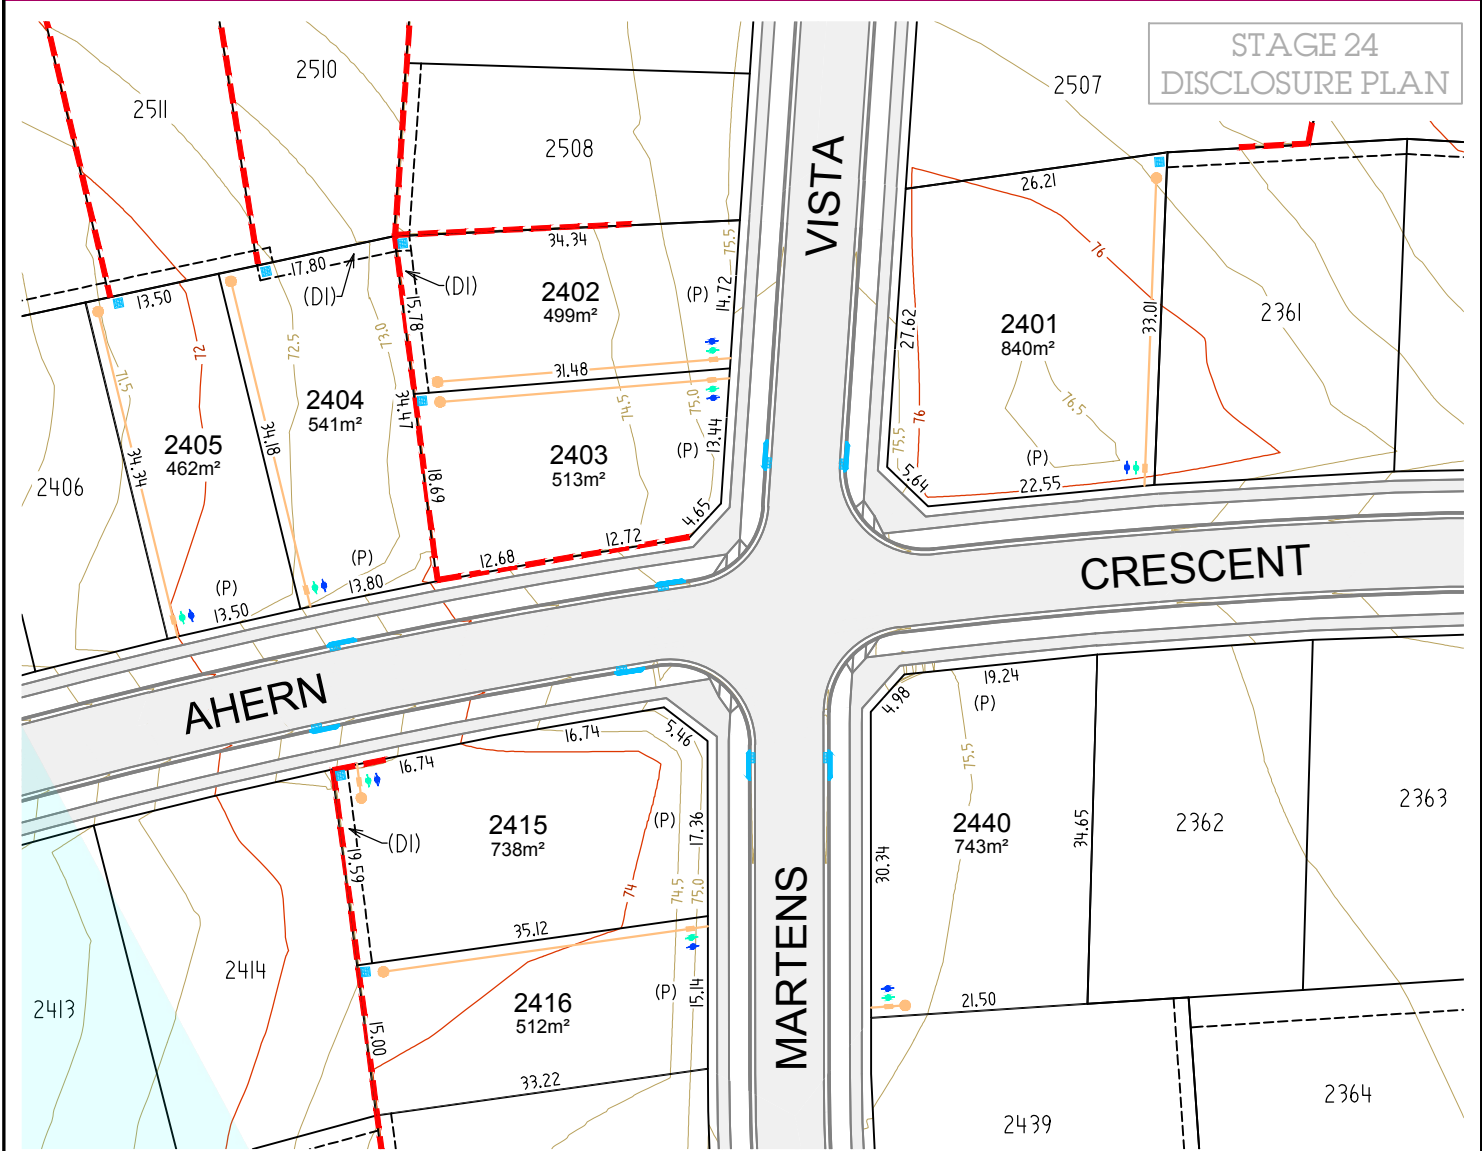 STAGE 24
DISCLOSURE PLAN
2510
2511
2508
2507
VISTA
26.21
76
34.34
75.5
17.80
(DI)
(DI)
13.50
2402
499m²
(P)
14.72
15.78
27.62
2401
840m²
33.01
2361
72
72.5
73.0
71.5
31.48
2404
541m²
34.47
74.5
75.0
76.5
76
75.5
2405
462m²
34.18
34.34
2403
513m²
(P)
13.44
(P)
2406
18.69
5.64
22.55
4.65
12.72
12.68
(P)
13.80
(P)
13.50
CRESCENT
AHERN
19.24
(P)
4.98
16.74
5.46
16.74
75.5
2415
738m²
(P)
17.36
(DI)
19.59
74
74.5
75.0
2440
743m²
34.65
30.34
2362
2363
MARTENS
35.12
2414
2413
2416
512m²
(P)
15.14
21.50
15.00
33.22
2439
2364